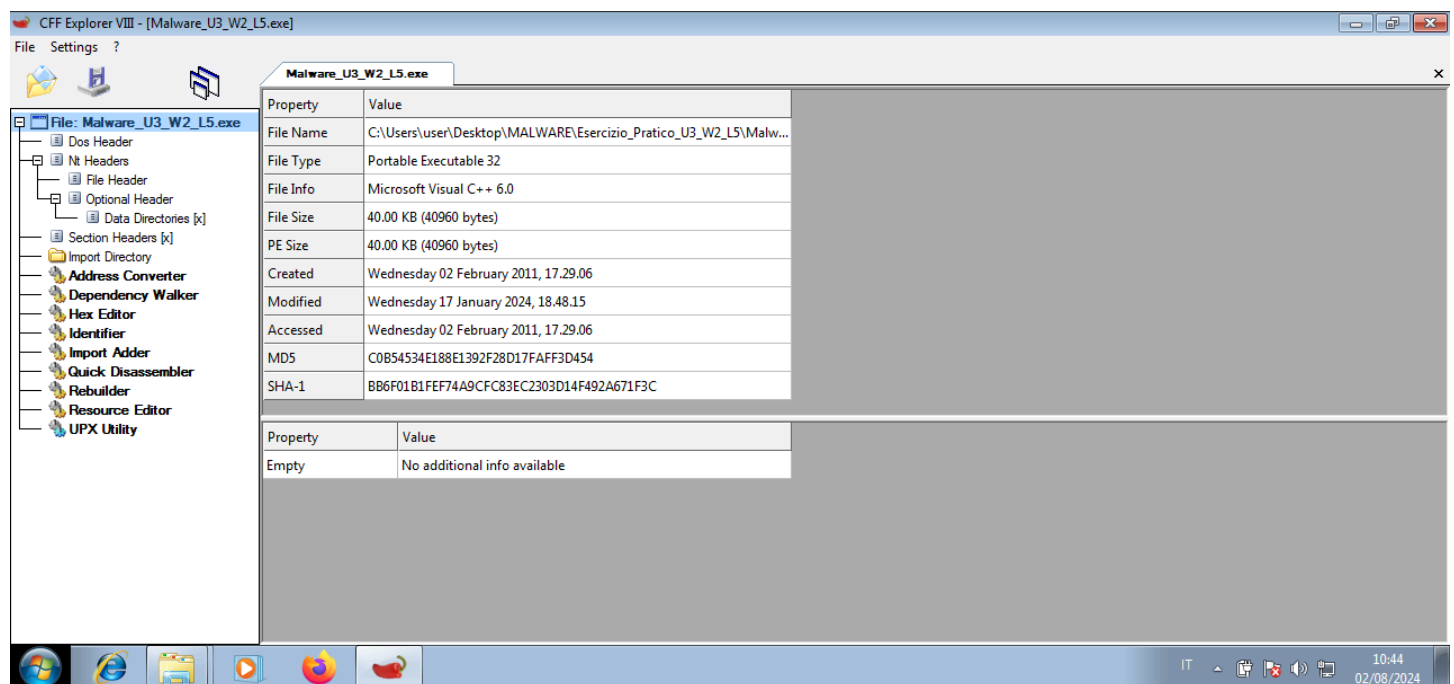 CFF Explorer VIII - [Malware_U3_W2_L5.exe]
File Settings ?
Malware_U3_W2_L5.exe
File: Malware_U3_W2_L5.exe
Dos Header
Nt Headers
File Header
Optional Header
Data Directories [x]
Section Headers [x]
Import Directory
Address Converter
Dependency Walker
Hex Editor
Identifier
Import Adder
Quick Disassembler
Rebuilder
Resource Editor
UPX Utility
Property Value
File Name C:\Users\user\Desktop\MALWARE\Esercizio_Pratico_U3_W2_L5\Malw...
File Type Portable Executable 32
File Info Microsoft Visual C++ 6.0
File Size 40.00 KB (40960 bytes)
PE Size 40.00 KB (40960 bytes)
Created Wednesday 02 February 2011, 17.29.06
Modified Wednesday 17 January 2024, 18.48.15
Accessed Wednesday 02 February 2011, 17.29.06
MD5 C0B54534E188E1392F28D17FAFF3D454
SHA-1 BB6F01B1FEF74A9CFC83EC2303D14F492A671F3C
Property Value
Empty No additional info available
IT
10:44
02/08/2024